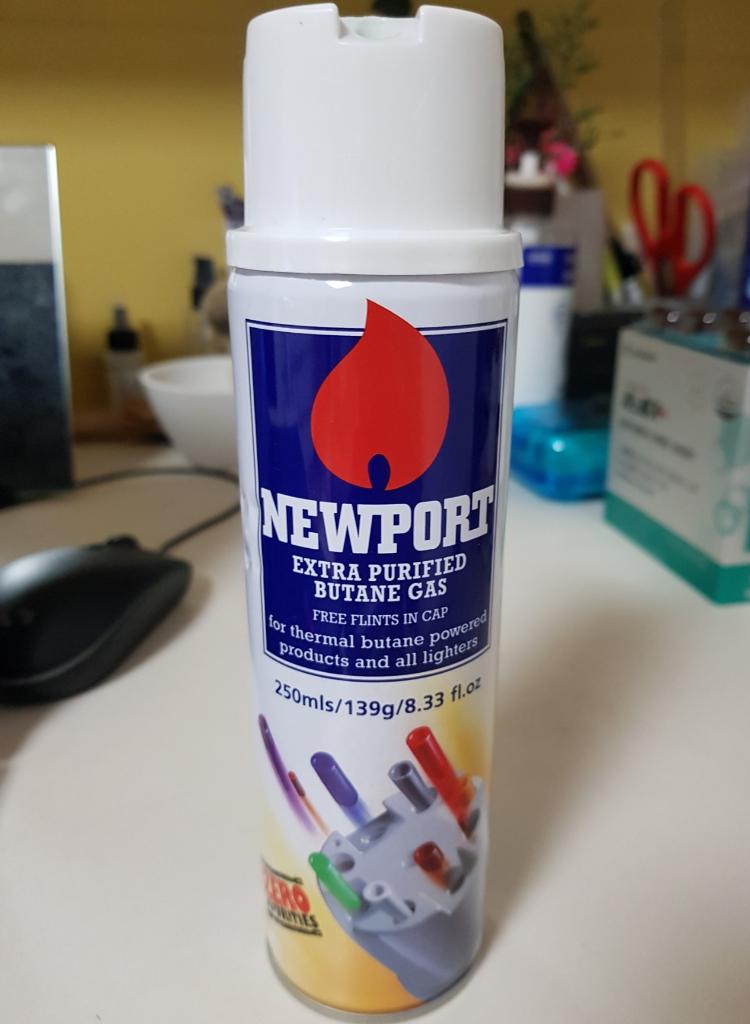 NEWPORT
EXTRA PURIFIED
BUTANE GAS
FREE FLINTS IN CAP
for thermal butane powered
products and all lighters
250mls/139g/8.33 fl.oz
ZERO